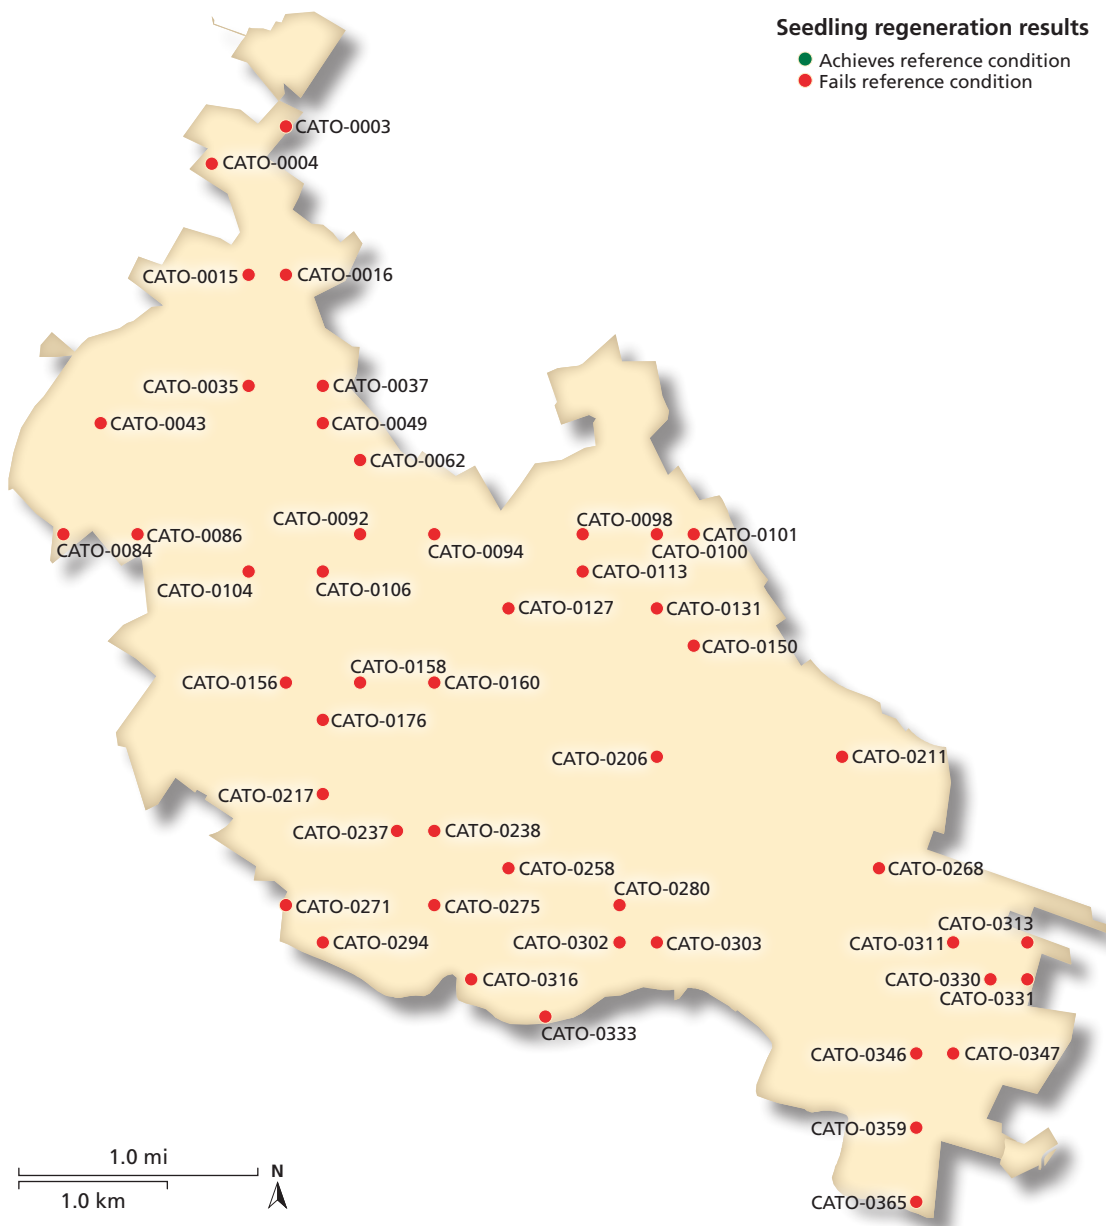 Seedling regeneration results
Achieves reference condition
Fails reference condition
CATO-0003
CATO-0004
CATO-0015
CATO-0016
CATO-0035
CATO-0037
CATO-0043
CATO-0049
CATO-0062
CATO-0092
CATO-0098
CATO-0084
CATO-0086
CATO-0094
CATO-0100
CATO-0101
CATO-0104
CATO-0106
CATO-0113
CATO-0127
CATO-0131
CATO-0150
CATO-0156
CATO-0158
CATO-0160
CATO-0176
CATO-0206
CATO-0211
CATO-0217
CATO-0237
CATO-0238
CATO-0258
CATO-0268
CATO-0280
CATO-0271
CATO-0275
CATO-0313
CATO-0294
CATO-0302
CATO-0303
CATO-0311
CATO-0316
CATO-0330
CATO-0331
CATO-0333
CATO-0346
CATO-0347
CATO-0359
CATO-0365
1.0 mi
1.0 km
N